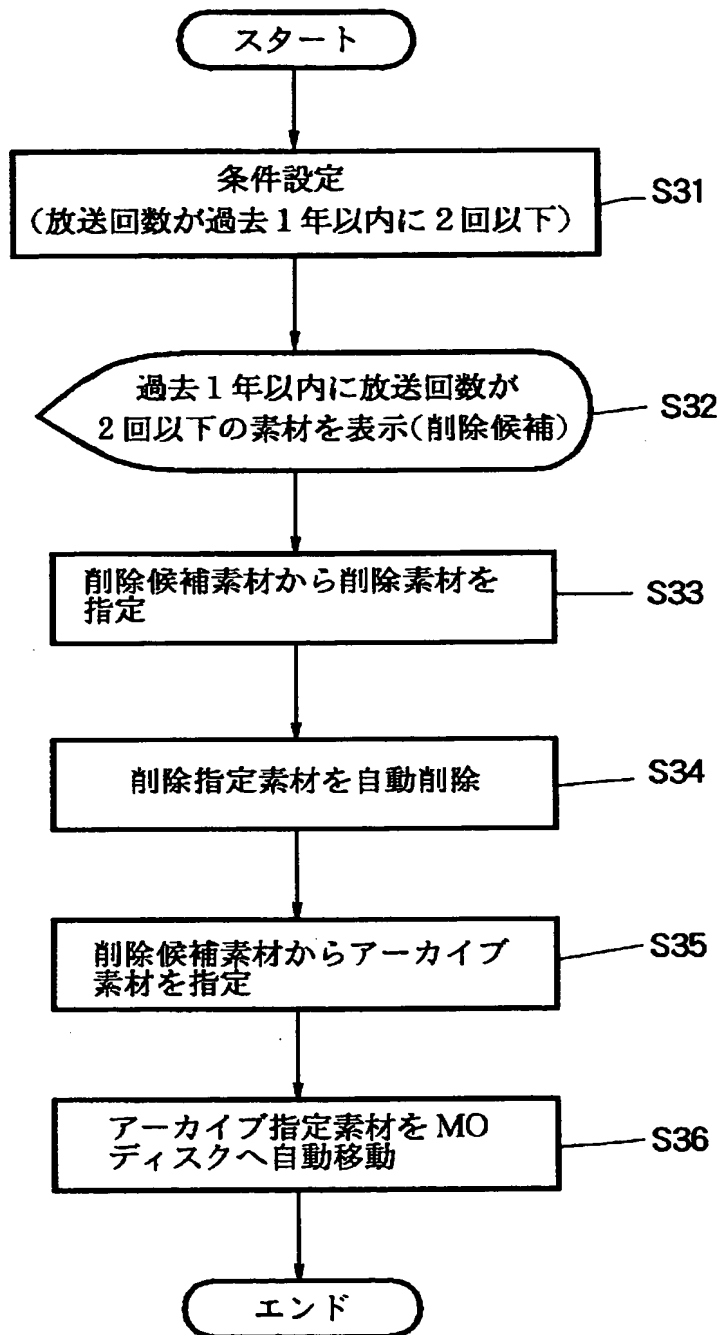 スタート
条件設定
（放送回数が過去1年以内に2回以下）
S31
過去1年以内に放送回数が
2回以下の素材を表示（削除候補）
S32
削除候補素材から削除素材を
指定
S33
削除指定素材を自動削除
S34
削除候補素材からアーカイブ
素材を指定
S35
アーカイブ指定素材をMO
ディスクへ自動移動
S36
エンド